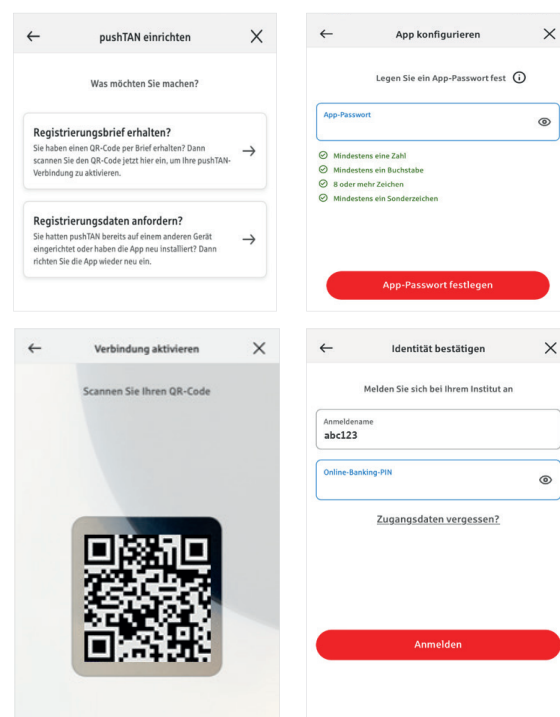 pushTAN einrichten
Was möchten Sie machen?
Registrierungsbrief erhalten?
Sie haben einen QR-Code per Brief erhalten? Dann
scannen Sie den QR-Code jetzt hier ein, um Ihre pushTAN-
Verbindung zu aktivieren.
Registrierungsdaten anfordern?
Sie hatten pushTAN bereits auf einem anderen Gerät
eingerichtet oder haben die App neu installiert? Dann
richten Sie die App wieder neu ein.
App konfigurieren
Legen Sie ein App-Passwort fest
App-Passwort
Mindestens eine Zahl
Mindestens ein Buchstabe
8 oder mehr Zeichen
Mindestens ein Sonderzeichen
App-Passwort festlegen
Verbindung aktivieren
Scannen Sie Ihren QR-Code
Identität bestätigen
Melden Sie sich bei Ihrem Institut an
Anmeldename
abc123
Online-Banking-PIN
Zugangsdaten vergessen?
Anmelden